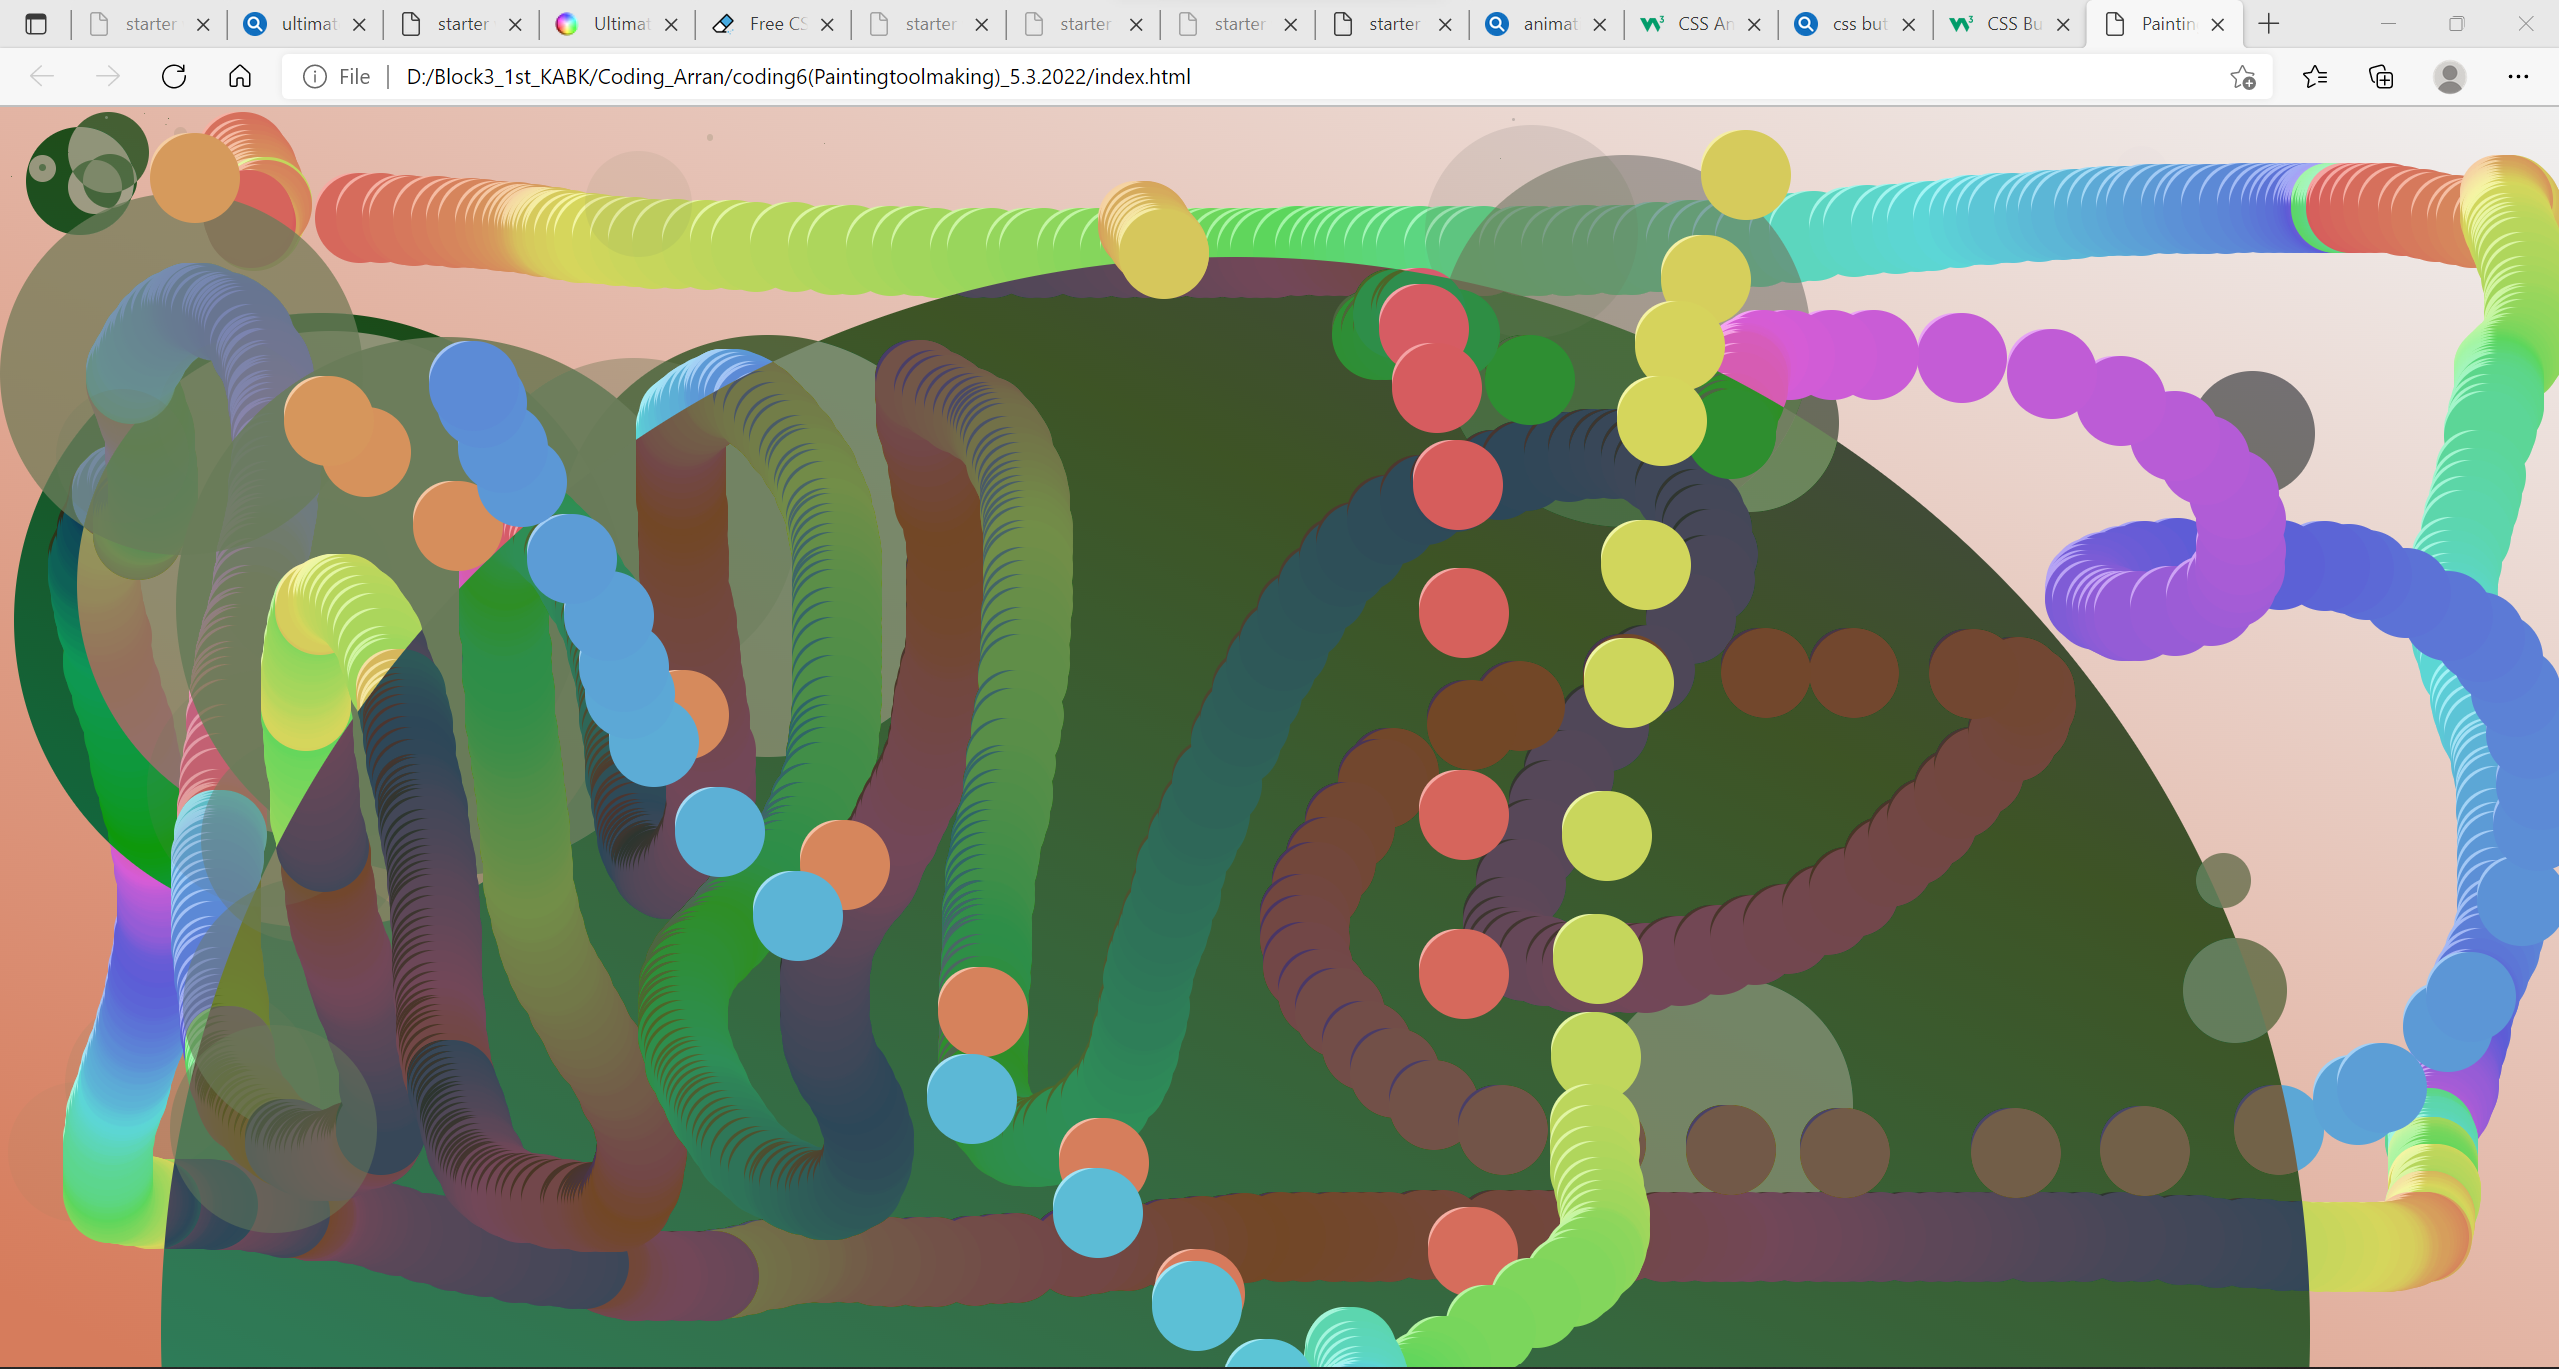 starter
ultimat
starter
Ultimat
Free CS
starter
starter
starter
starter
animat
CSS An
css but
CSS Bu
Painting
File
D:/Block3_1st_KABK/Coding_Arran/coding6(Paintingtoolmaking)_5.3.2022/index.html